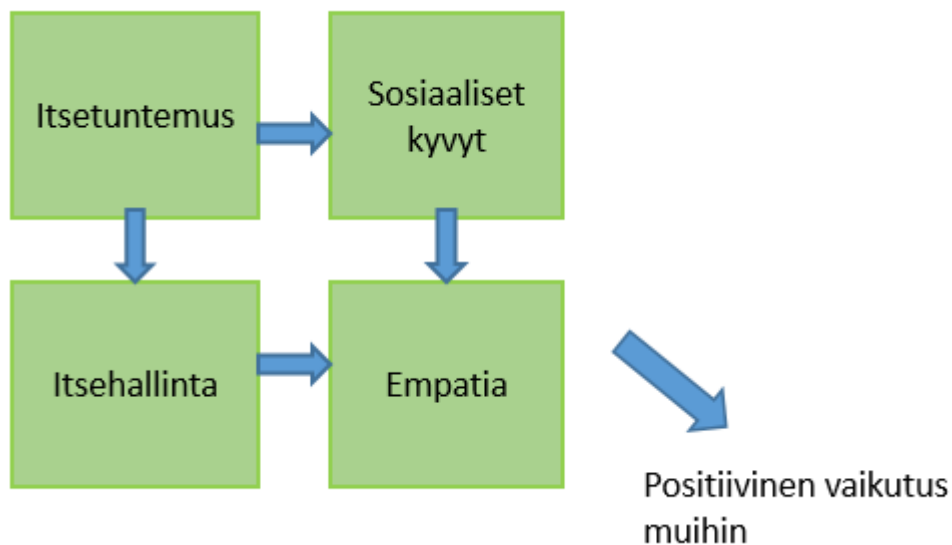 Itsetuntemus
Sosiaaliset
kyvyt
Itsehallinta
Empatia
Positiivinen vaikutus
muihin